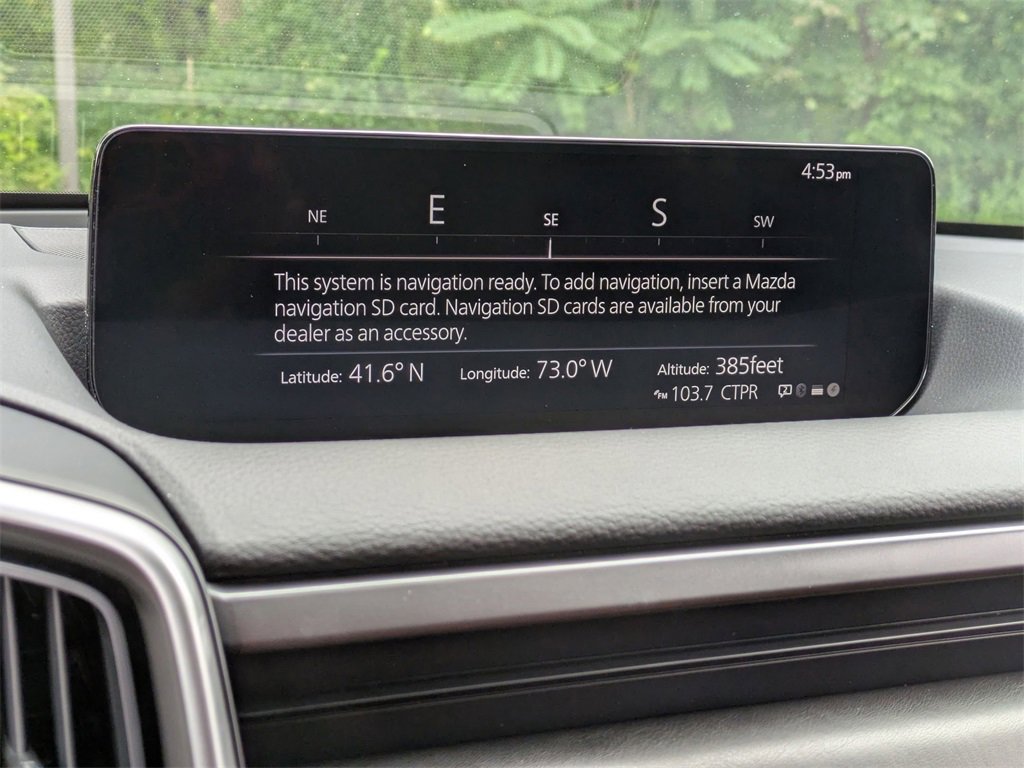 4:53pm
NE E SE S SW
This system is navigation ready. To add navigation, insert a Mazda
navigation SD card. Navigation SD cards are available from your
dealer as an accessory.
Latitude: 41.6° N Longitude: 73.0° W Altitude: 385feet
FM 103.7 CTPR